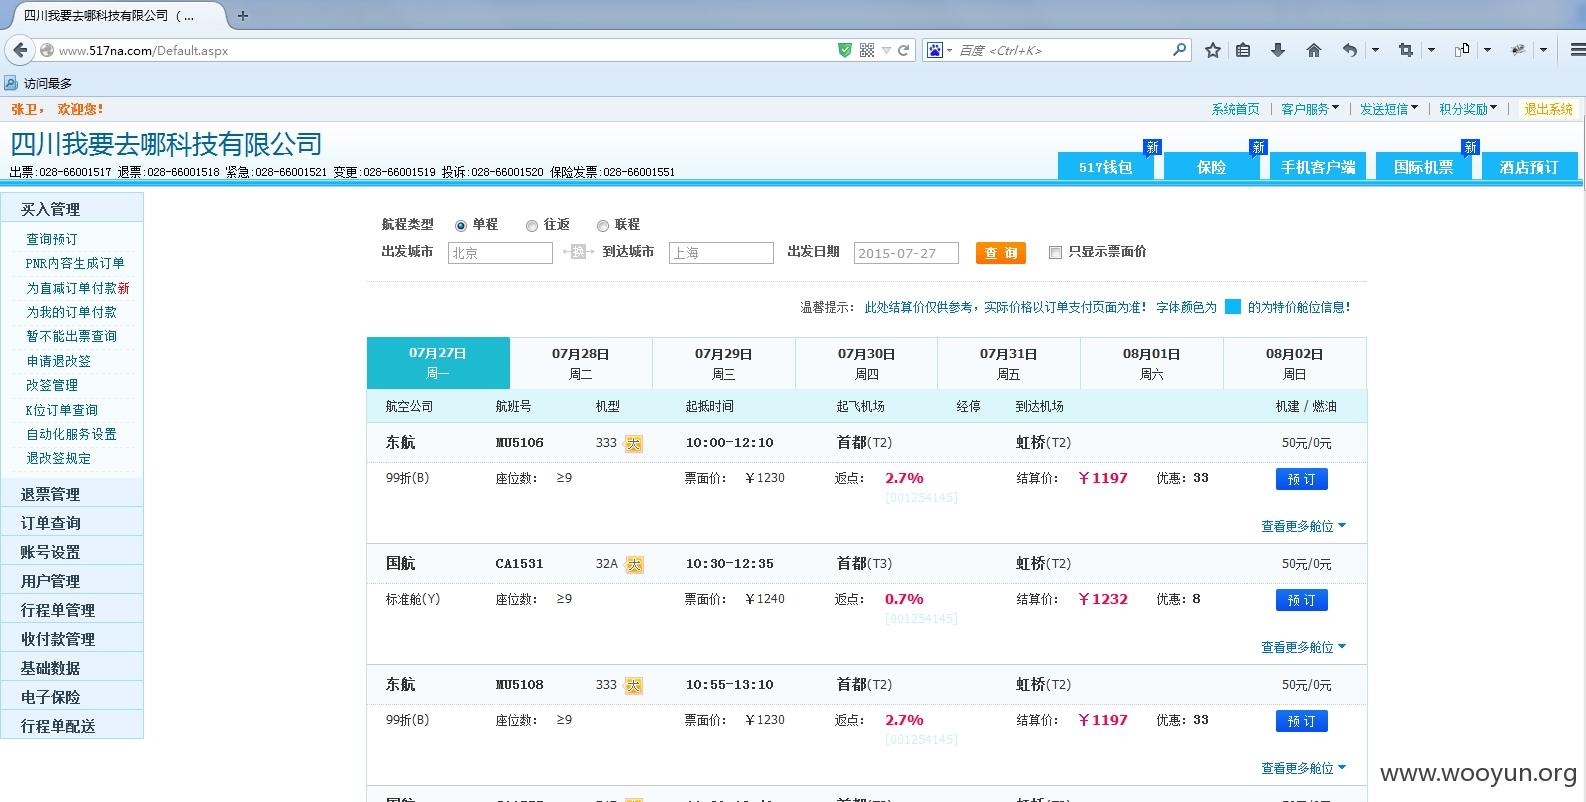 四川我要去哪科技有限公司 （ ...
www.517na.com/Default.aspx
百度 <Ctrl+K>
访问最多
张卫， 欢迎您！
系统首页 | 客户服务 | 发送短信 | 积分奖励 | 退出系统
四川我要去哪科技有限公司
出票:028-66001517 退票:028-66001518 紧急:028-66001521 变更:028-66001519 投诉:028-66001520 保险发票:028-66001551
新 新 新
517钱包 保险 手机客户端 国际机票 酒店预订
买入管理
查询预订
PNR内容生成订单
为直减订单付款新
为我的订单付款
暂不能出票查询
申请退改签
改签管理
K位订单查询
自动化服务设置
退改签规定
退票管理
订单查询
账号设置
用户管理
行程单管理
收付款管理
基础数据
电子保险
行程单配送
航程类型 单程 往返 联程
出发城市 北京 换 到达城市 上海 出发日期 2015-07-27 查 询 只显示票面价
温馨提示： 此处结算价仅供参考，实际价格以订单支付页面为准！ 字体颜色为 的为特价舱位信息！
07月27日 07月28日 07月29日 07月30日 07月31日 08月01日 08月02日
周一 周二 周三 周四 周五 周六 周日
航空公司 航班号 机型 起抵时间 起飞机场 经停 到达机场 机建 / 燃油
东航 MU5106 333 大 10:00-12:10 首都(T2) 虹桥(T2) 50元/0元
99折(B) 座位数： ≥9 票面价： ￥1230 返点： 2.7% 结算价： ￥1197 优惠：33 预 订
[001254145]
查看更多舱位
国航 CA1531 32A 大 10:30-12:35 首都(T3) 虹桥(T2) 50元/0元
标准舱(Y) 座位数： ≥9 票面价： ￥1240 返点： 0.7% 结算价： ￥1232 优惠：8 预 订
[001254145]
查看更多舱位
东航 MU5108 333 大 10:55-13:10 首都(T2) 虹桥(T2) 50元/0元
99折(B) 座位数： ≥9 票面价： ￥1230 返点： 2.7% 结算价： ￥1197 优惠：33 预 订
[001254145]
查看更多舱位
www.wooyun.org